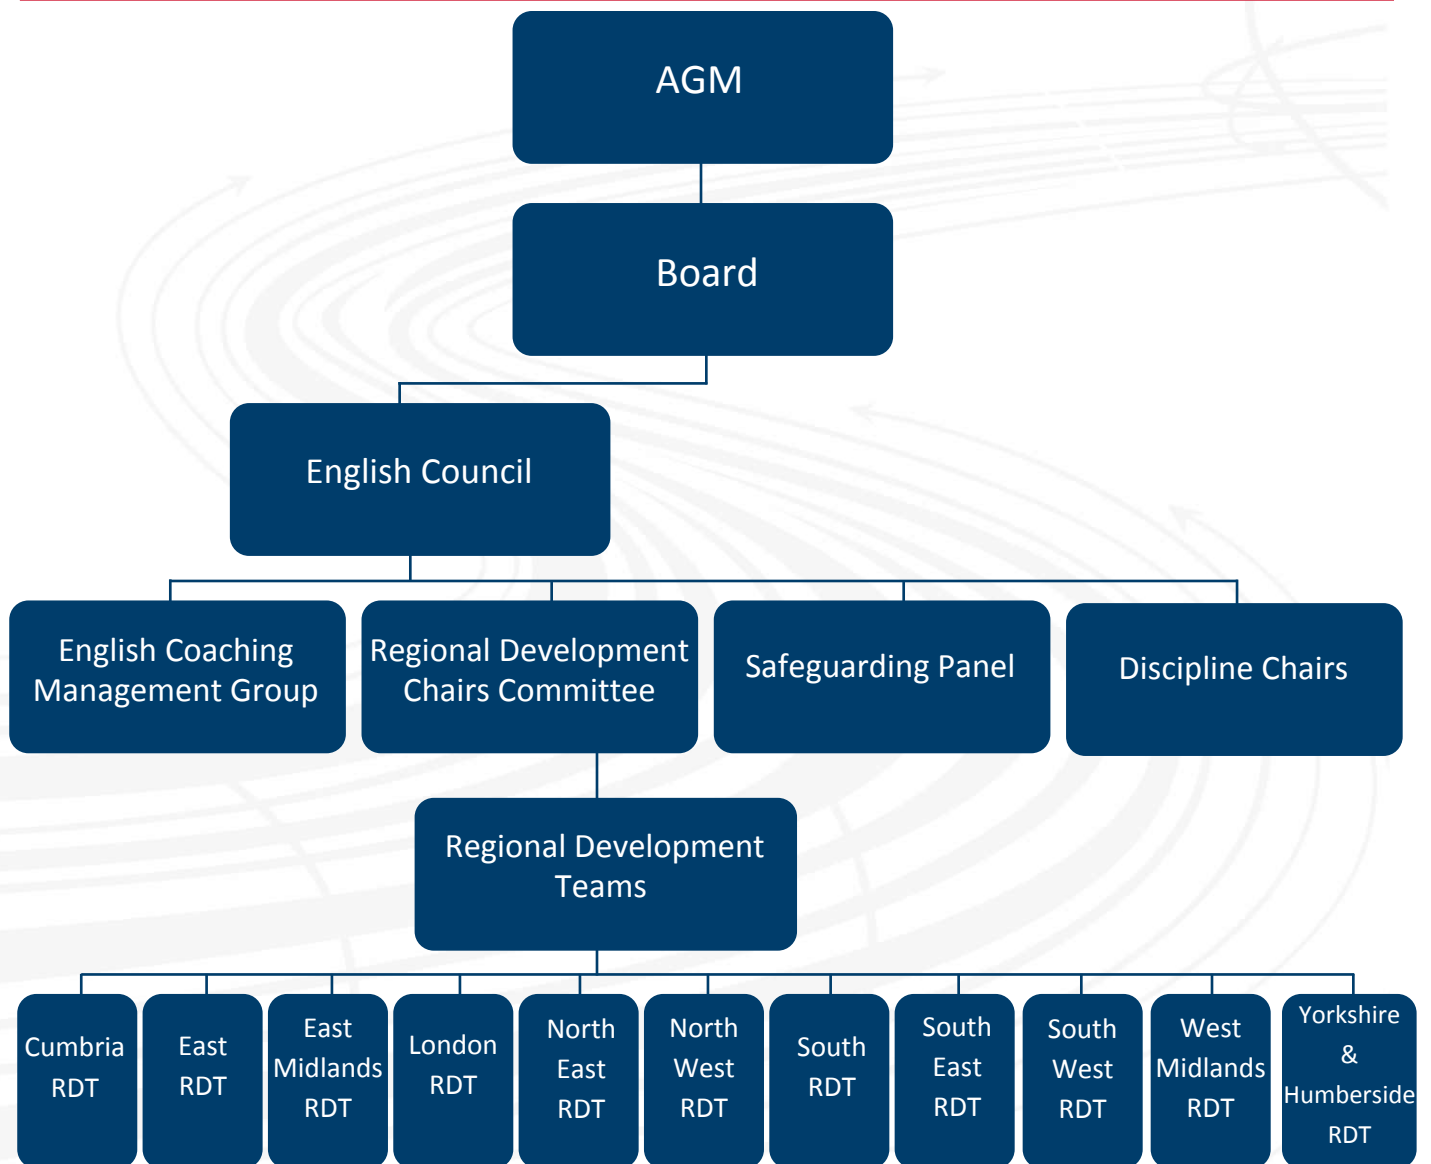 AGM
Board
English Council
English Coaching
Management Group
Regional Development
Chairs Committee
Safeguarding Panel
Discipline Chairs
Regional Development
Teams
Cumbria
RDT
East
RDT
East
Midlands
RDT
London
RDT
North
East
RDT
North
West
RDT
South
RDT
South
East
RDT
South
West
RDT
West
Midlands
RDT
Yorkshire
&
Humberside
RDT